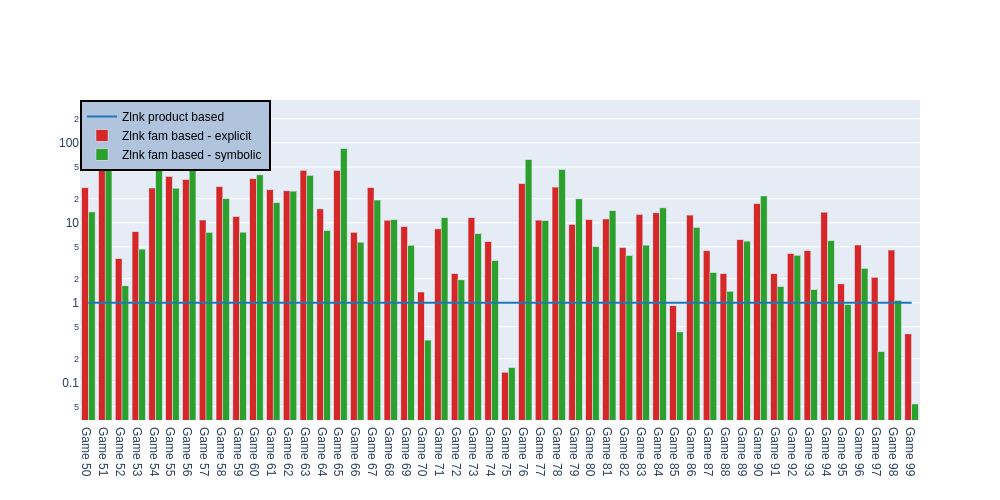 Zlnk product based
Zlnk fam based - explicit
Zlnk fam based - symbolic
2
100
5
2
10
5
2
1
5
2
0.1
5
Game 50
Game 51
Game 52
Game 53
Game 54
Game 55
Game 56
Game 57
Game 58
Game 59
Game 60
Game 61
Game 62
Game 63
Game 64
Game 65
Game 66
Game 67
Game 68
Game 69
Game 70
Game 71
Game 72
Game 73
Game 74
Game 75
Game 76
Game 77
Game 78
Game 79
Game 80
Game 81
Game 82
Game 83
Game 84
Game 85
Game 86
Game 87
Game 88
Game 89
Game 90
Game 91
Game 92
Game 93
Game 94
Game 95
Game 96
Game 97
Game 98
Game 99